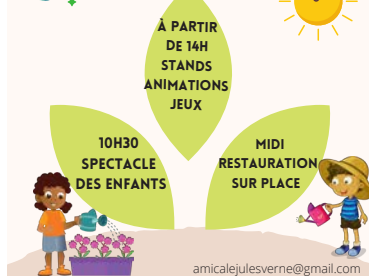 À PARTIR
DE 14H
STANDS
ANIMATIONS
JEUX
10H30
SPECTACLE
DES ENFANTS
MIDI
RESTAURATION
SUR PLACE
amicalejulesverne@gmail.com